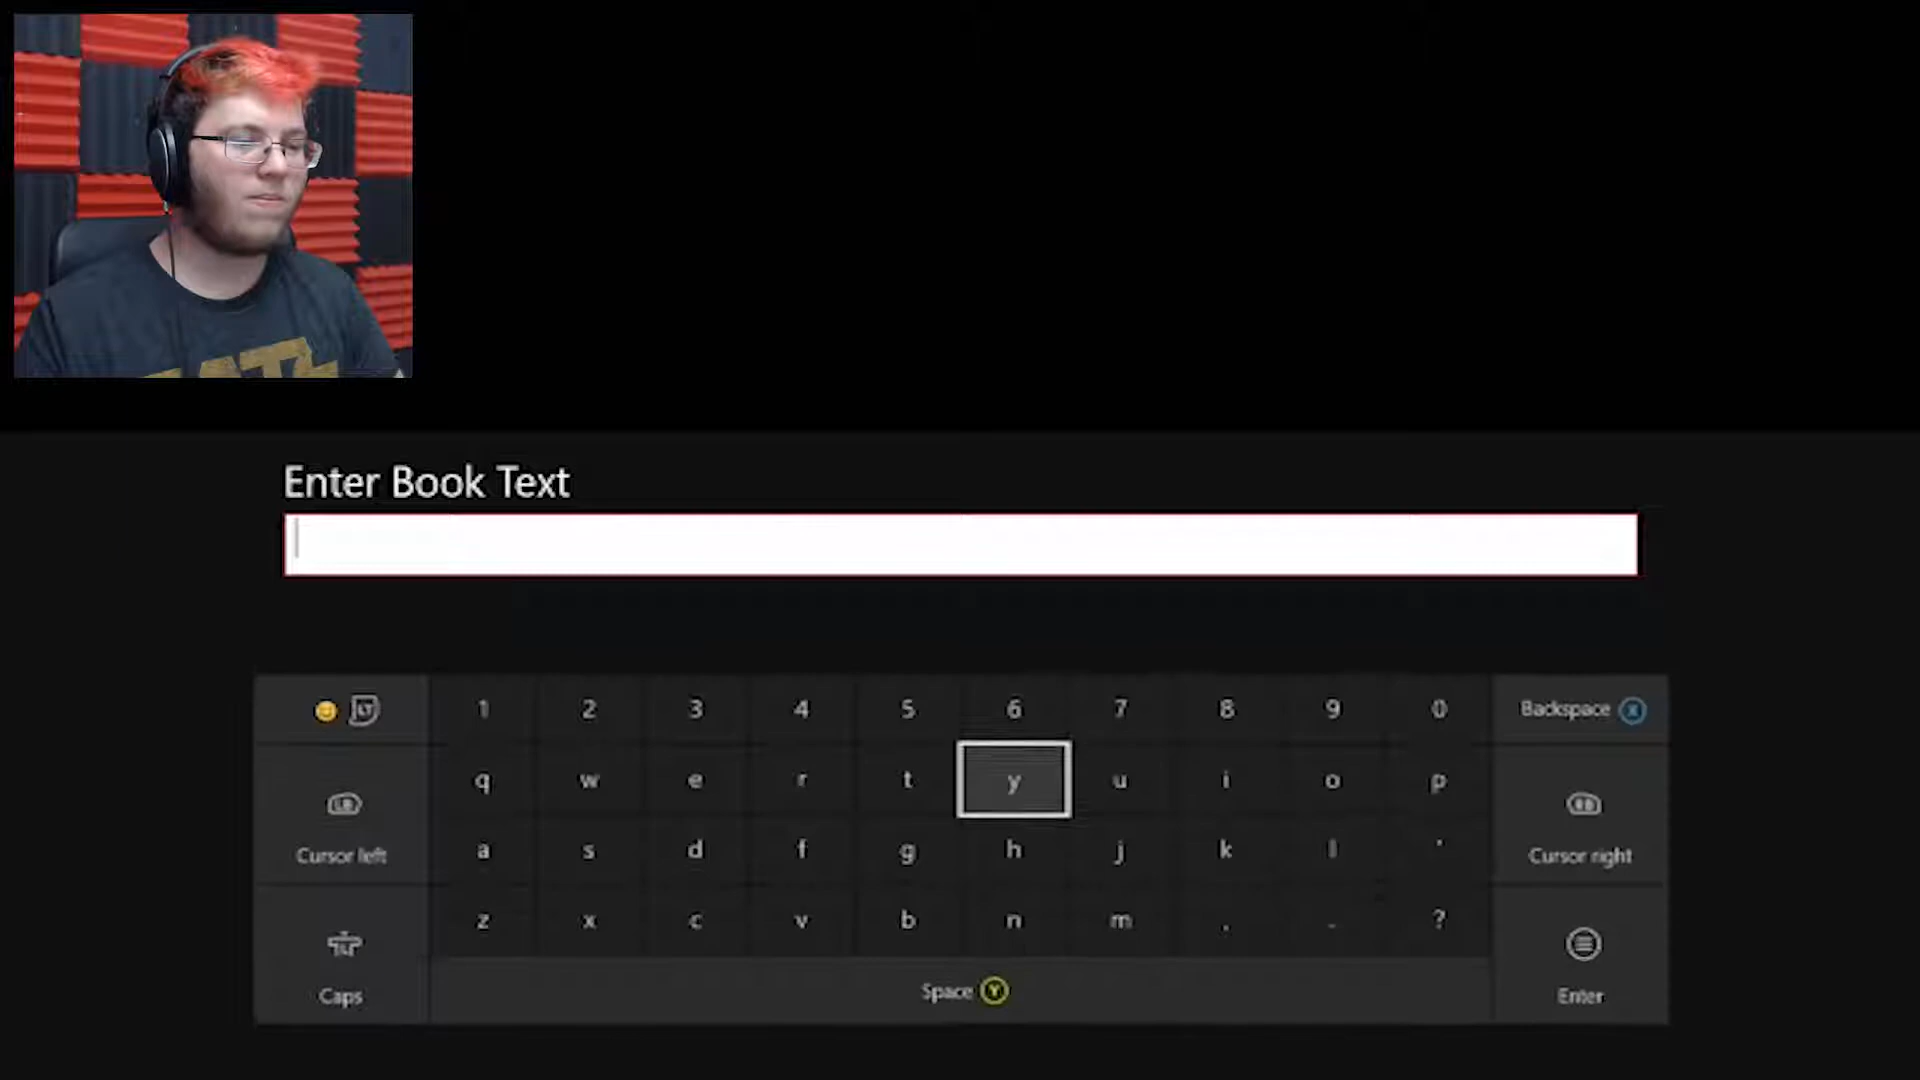 Enter Book Text
LT 1 2 3 4 5 6 7 8 9 0 Backspace X
q w e r t y u i o p
Cursor left a s d f g h j k l ' Cursor right
z x c v b n m , . ?
Caps Space Y Enter